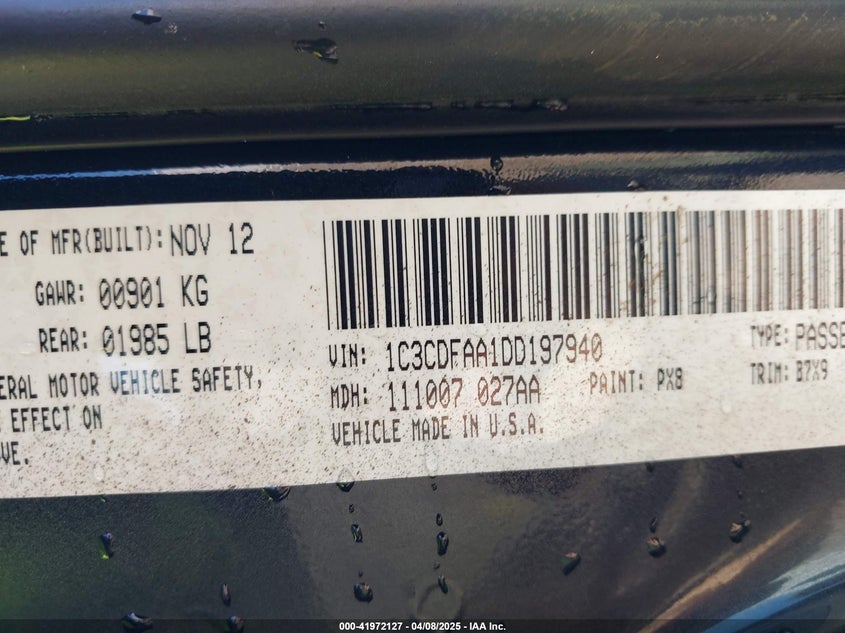 E OF MFR(BUILT): NOV 12
GAWR: 00901 KG
REAR: 01985 LB
ERAL MOTOR VEHICLE SAFETY,
EFFECT ON
VE.
VIN: 1C3CDFAA1DD197940
TYPE: PASSE
MDH: 111007 027AA PAINT: PX8 TRIM: B7X9
VEHICLE MADE IN U.S.A.
000-41972127 - 04/08/2025 - IAA Inc.